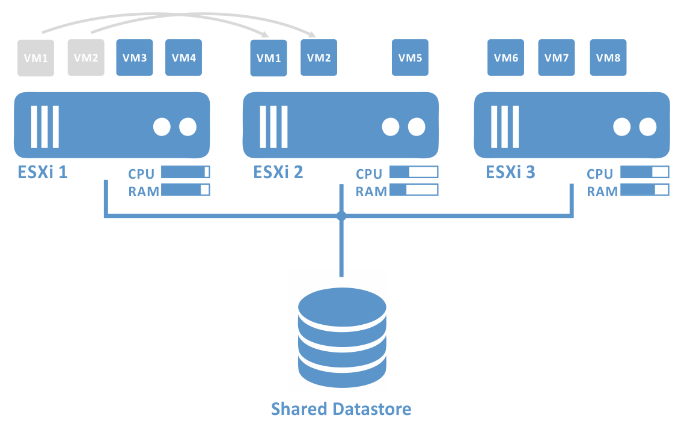 VM1 VM2 VM3 VM4 VM1 VM2 VM5 VM6 VM7 VM8
ESXi 1 CPU ESXi 2 CPU ESXi 3 CPU
RAM RAM RAM
Shared Datastore